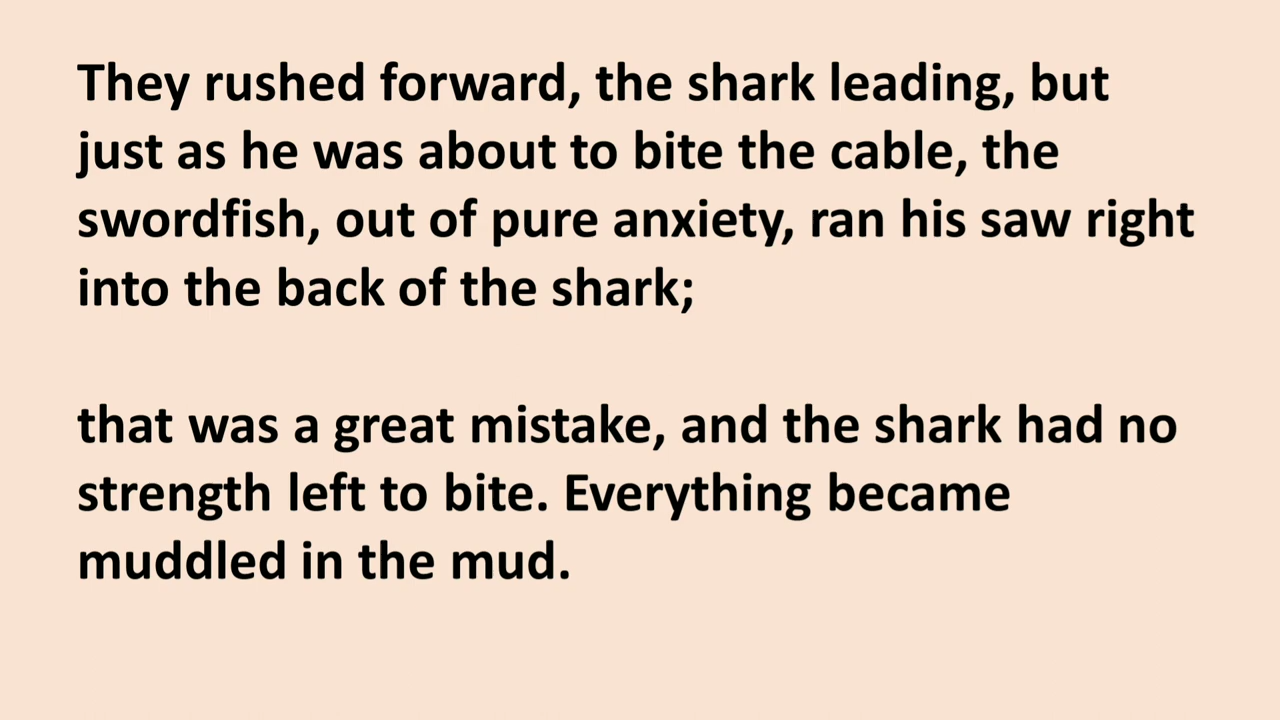 They rushed forward, the shark leading, but
just as he was about to bite the cable, the
swordfish, out of pure anxiety, ran his saw right
into the back of the shark;
that was a great mistake, and the shark had no
strength left to bite. Everything became
muddled in the mud.